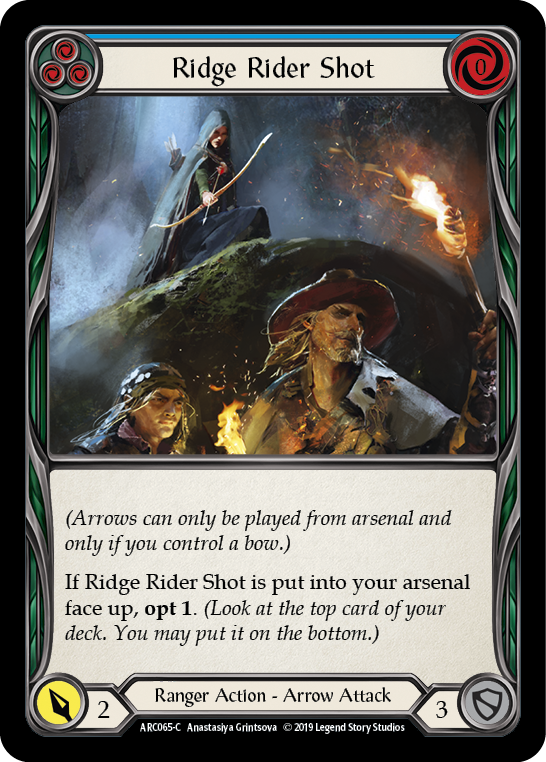 Ridge Rider Shot
0
(Arrows can only be played from arsenal and
only if you control a bow.)
If Ridge Rider Shot is put into your arsenal
face up, opt 1. (Look at the top card of your
deck. You may put it on the bottom.)
Ranger Action - Arrow Attack
2
3
ARC065-C Anastasiya Grintsova © 2019 Legend Story Studios